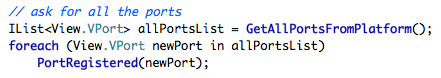 // ask for all the ports
IList<View.VPort> allPortsList = GetAllPortsFromPlatform();
foreach (View.VPort newPort in allPortsList)
PortRegistered(newPort);